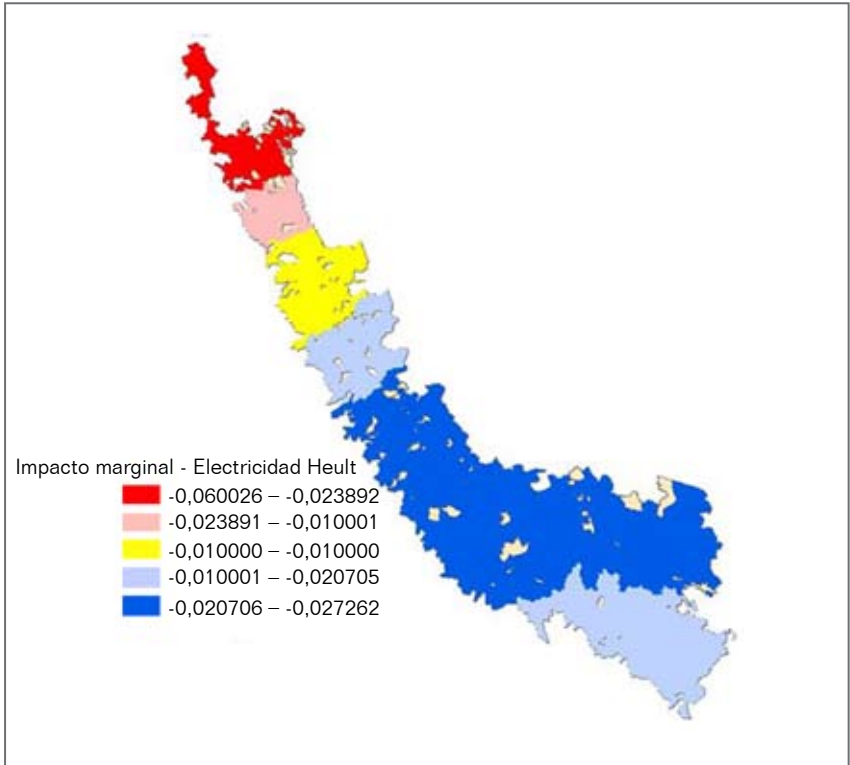 Impacto marginal - Electricidad Heult
-0,060026 – -0,023892
-0,023891 – -0,010001
-0,010000 – -0,010000
-0,010001 – -0,020705
-0,020706 – -0,027262